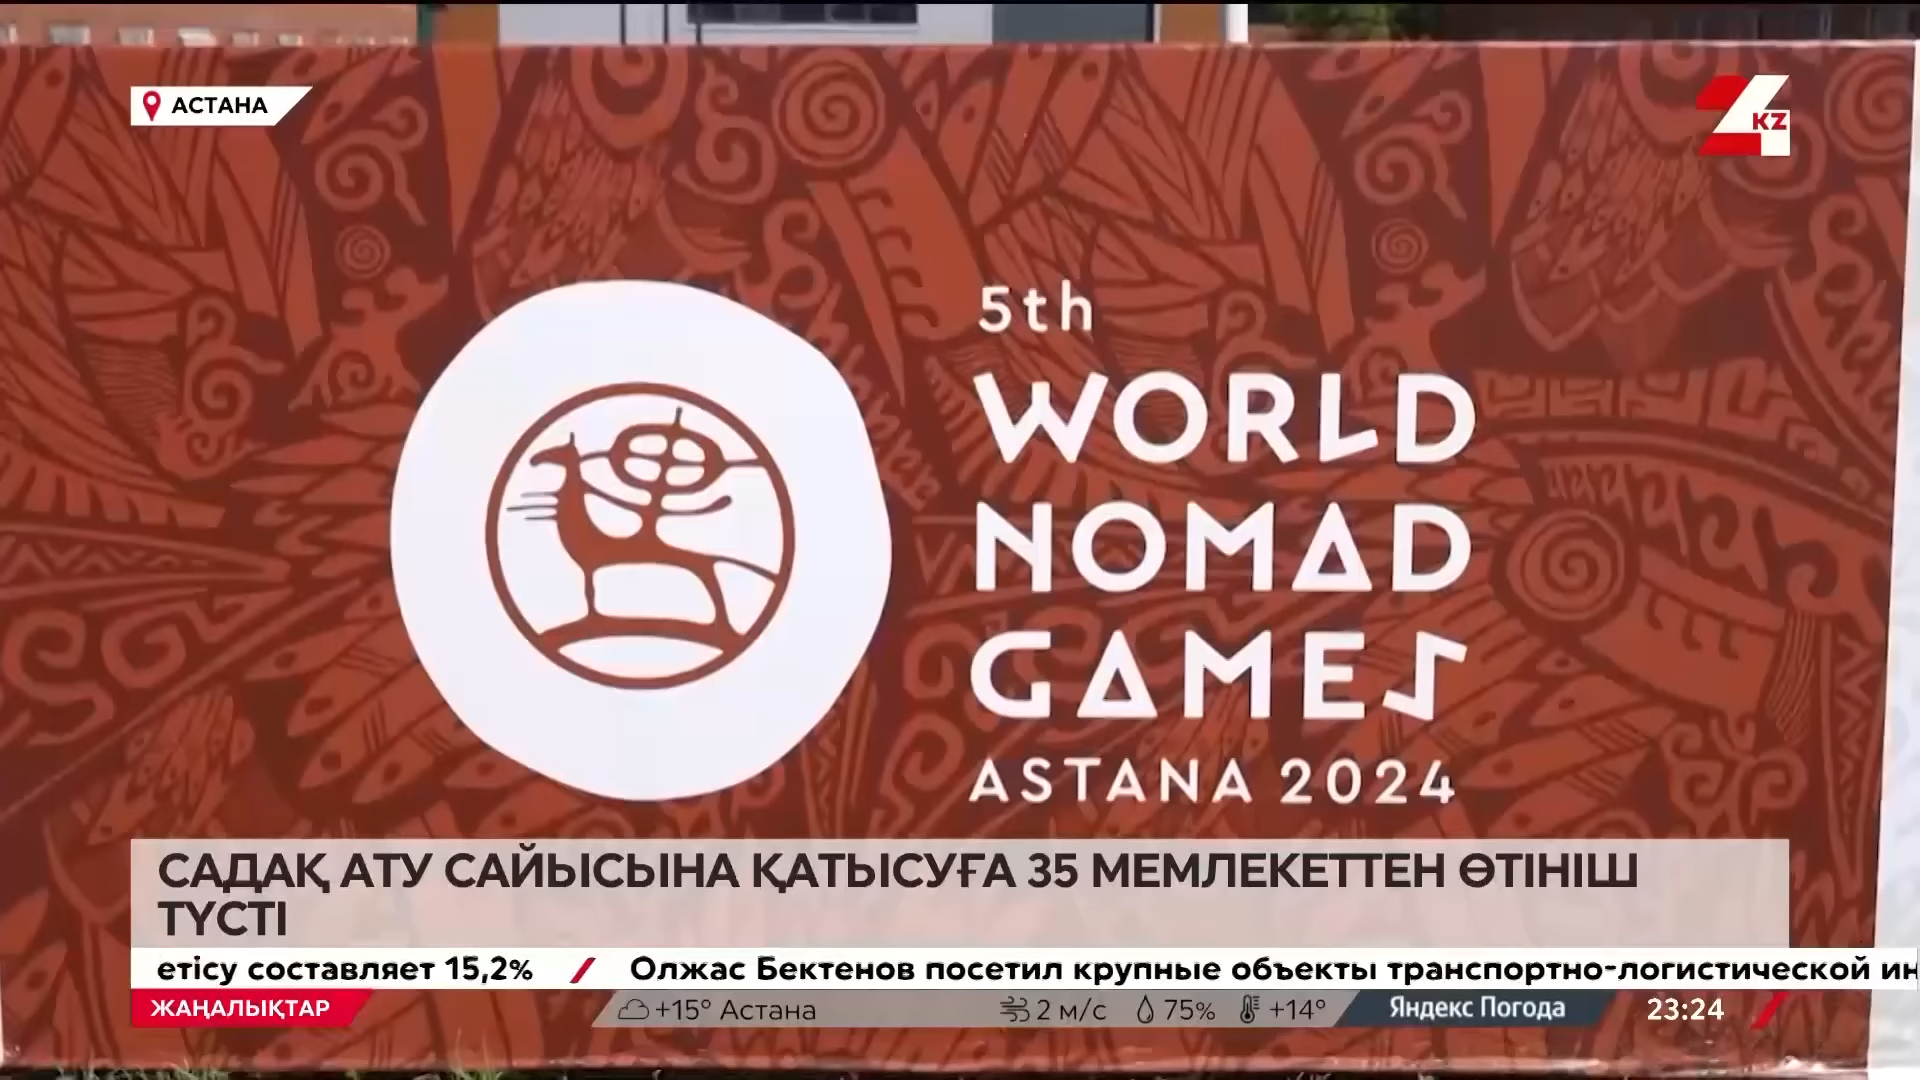 АСТАНА
24 KZ
5th
WORLD
NOMAD
GAMES
ASTANA 2024
САДАҚ АТУ САЙЫСЫНА ҚАТЫСУҒА 35 МЕМЛЕКЕТТЕН ӨТІНІШ
ТҮСТІ
етісу составляет 15,2% / Олжас Бектенов посетил крупные объекты транспортно-логистической ин
ЖАҢАЛЫҚТАР
+15° Астана 2 м/с 75% +14° Яндекс Погода 23:24